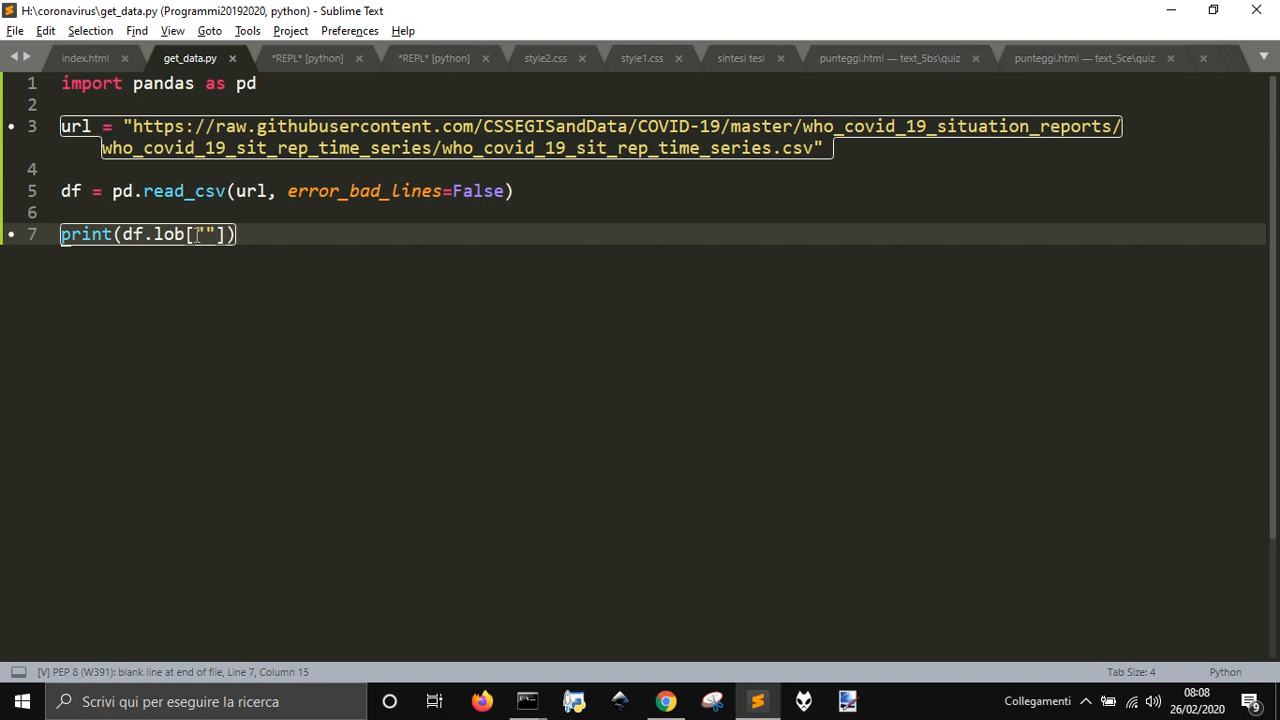 H:\coronavirus\get_data.py (Programmi20192020, python) - Sublime Text
File Edit Selection Find View Goto Tools Project Preferences Help
index.html get_data.py *REPL* [python] *REPL* [python] style2.css style1.css sintesi tesi punteggi.html — text_5bs\quiz punteggi.html — text_5ce\quiz
1 import pandas as pd
2
3 url = "https://raw.githubusercontent.com/CSSEGISandData/COVID-19/master/who_covid_19_situation_reports/
who_covid_19_sit_rep_time_series/who_covid_19_sit_rep_time_series.csv"
4
5 df = pd.read_csv(url, error_bad_lines=False)
6
7 print(df.lob[""])
[V] PEP 8 (W391): blank line at end of file, Line 7, Column 15 Tab Size: 4 Python
Scrivi qui per eseguire la ricerca
Collegamenti
08:08
26/02/2020
9